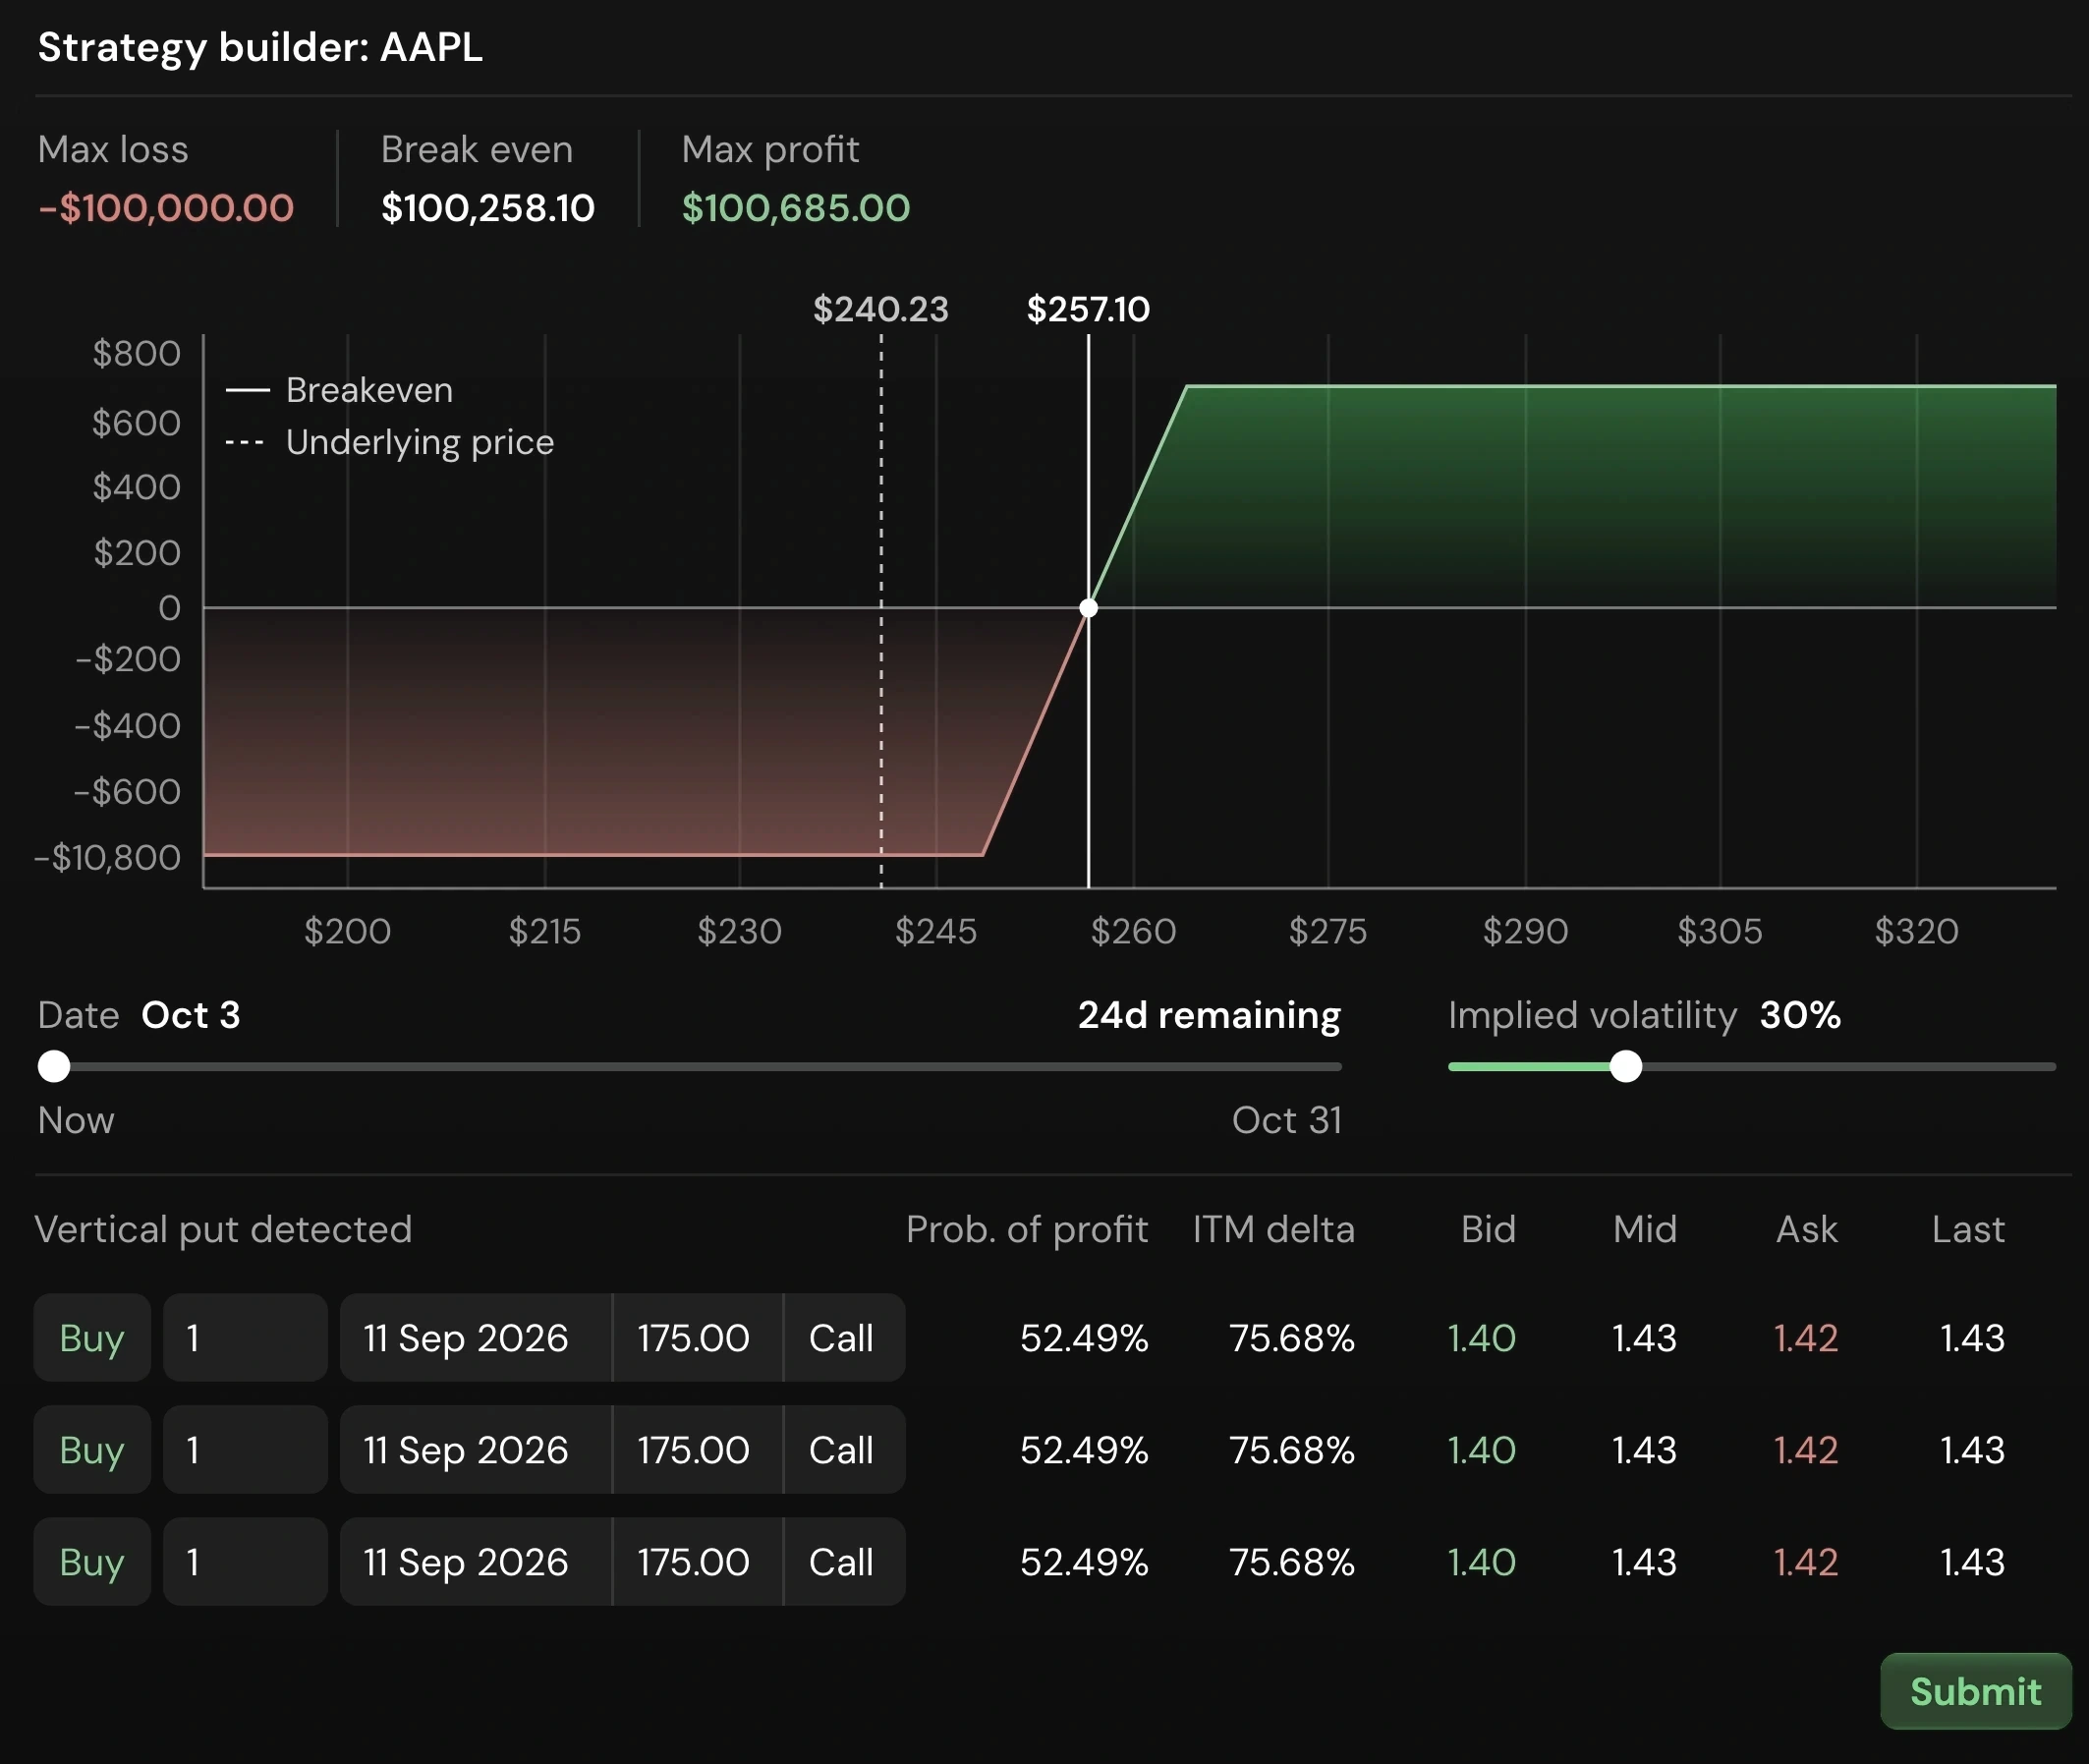 Strategy builder: AAPL
Max loss Break even Max profit
-$100,000.00 $100,258.10 $100,685.00
$240.23 $257.10
$800
Breakeven
$600
Underlying price
$400
$200
0
-$200
-$400
-$600
-$10,800
$200 $215 $230 $245 $260 $275 $290 $305 $320
Date Oct 3 24d remaining Implied volatility 30%
Now Oct 31
Vertical put detected Prob. of profit ITM delta Bid Mid Ask Last
Buy 1 11 Sep 2026 175.00 Call 52.49% 75.68% 1.40 1.43 1.42 1.43
Buy 1 11 Sep 2026 175.00 Call 52.49% 75.68% 1.40 1.43 1.42 1.43
Buy 1 11 Sep 2026 175.00 Call 52.49% 75.68% 1.40 1.43 1.42 1.43
Submit